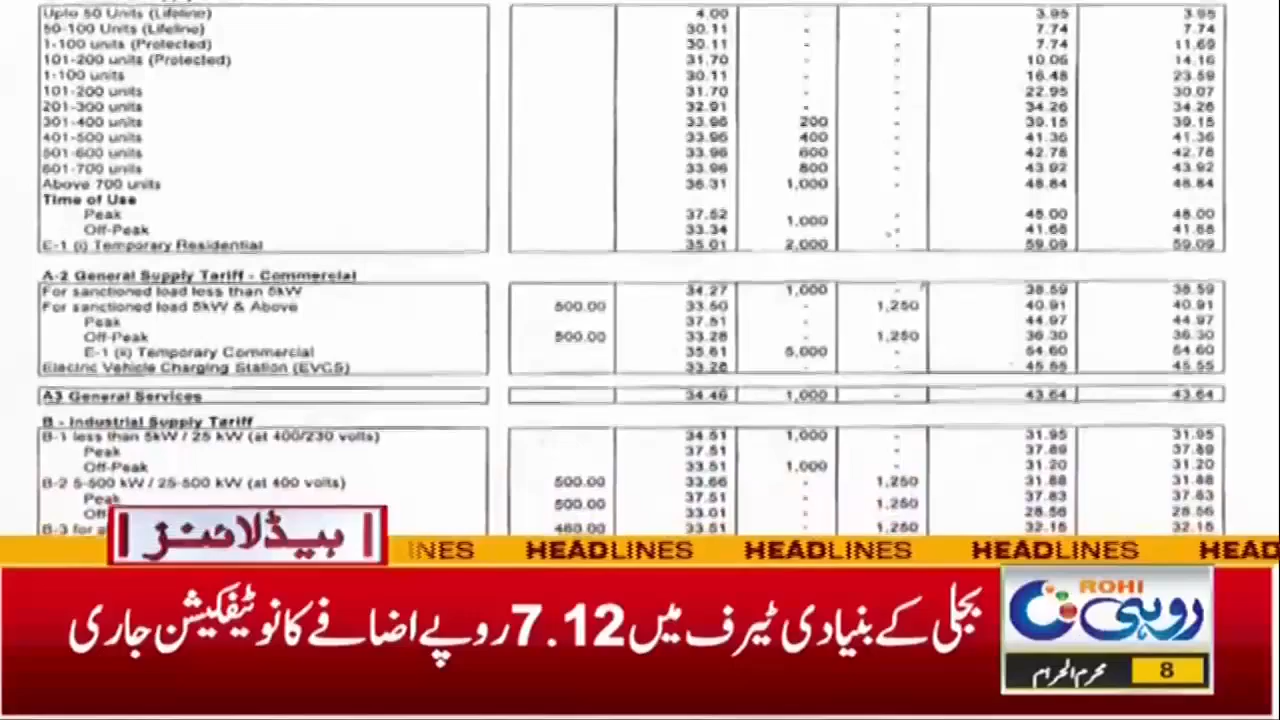 Upto 50 Units (Lifeline) 4.00 - - 3.95 3.95
50-100 Units (Lifeline) 30.11 - - 7.74 7.74
1-100 units (Protected) 30.11 - - 7.74 11.69
101-200 units (Protected) 31.70 - - 10.06 14.16
1-100 units 30.11 - - 16.48 23.59
101-200 units 31.70 - - 22.95 30.07
201-300 units 32.91 - - 34.26 34.26
301-400 units 33.96 200 - 39.15 39.15
401-500 units 33.96 400 - 41.36 41.36
501-600 units 33.96 600 - 42.78 42.78
601-700 units 33.96 800 - 43.92 43.92
Above 700 units 36.31 1,000 - 48.84 48.84
Time of Use
Peak 37.52 1,000 - 48.00 48.00
Off-Peak 33.34 - 41.68 41.68
E-1 (i) Temporary Residential 35.01 2,000 - 59.09 59.09
A-2 General Supply Tariff - Commercial
For sanctioned load less than 5kW 34.27 1,000 - 38.59 38.59
For sanctioned load 5kW & Above 500.00 33.50 - 1,250 40.91 40.91
Peak 37.51 - 44.97 44.97
Off-Peak 500.00 33.28 - 1,250 36.30 36.30
E-1 (ii) Temporary Commercial 35.61 5,000 - 54.60 54.60
Electric Vehicle Charging Station (EVCS) 33.28 - - 45.55 45.55
A3 General Services 34.46 1,000 - 43.64 43.64
B - Industrial Supply Tariff
B-1 less than 5kW / 25 kW (at 400/230 volts) 34.51 1,000 - 31.95 31.95
Peak 37.51 - 37.89 37.89
Off-Peak 33.51 1,000 - 31.20 31.20
B-2 5-500 kW / 25-500 kW (at 400 volts) 500.00 33.66 - 1,250 31.88 31.88
Peak 500.00 37.51 - 1,250 37.83 37.83
33.01 28.56 28.56
B-3 for 460.00 33.51 - 1,250 32.15 32.15
ہیڈلائنز
INES HEADLINES HEADLINES HEADLINES HEAD
بجلی کے بنیادی ٹیرف میں 7.12 روپے اضافے کا نوٹیفکیشن جاری
ROHI
روہی
8 محرم الحرام